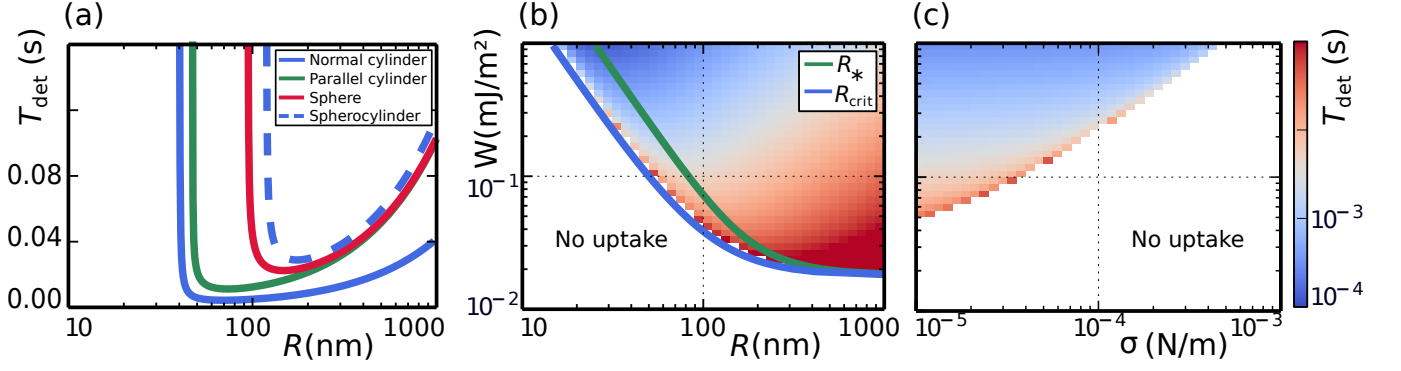 (a)
T_det (s)
0.08
0.04
0.00
10
100
1000
R(nm)
Normal cylinder
Parallel cylinder
Sphere
Spherocylinder
(b)
W(mJ/m²)
10⁻¹
10⁻²
10
100
1000
R(nm)
R_*
R_crit
No uptake
(c)
10⁻⁵
10⁻⁴
10⁻³
σ (N/m)
No uptake
T_det (s)
10⁻³
10⁻⁴